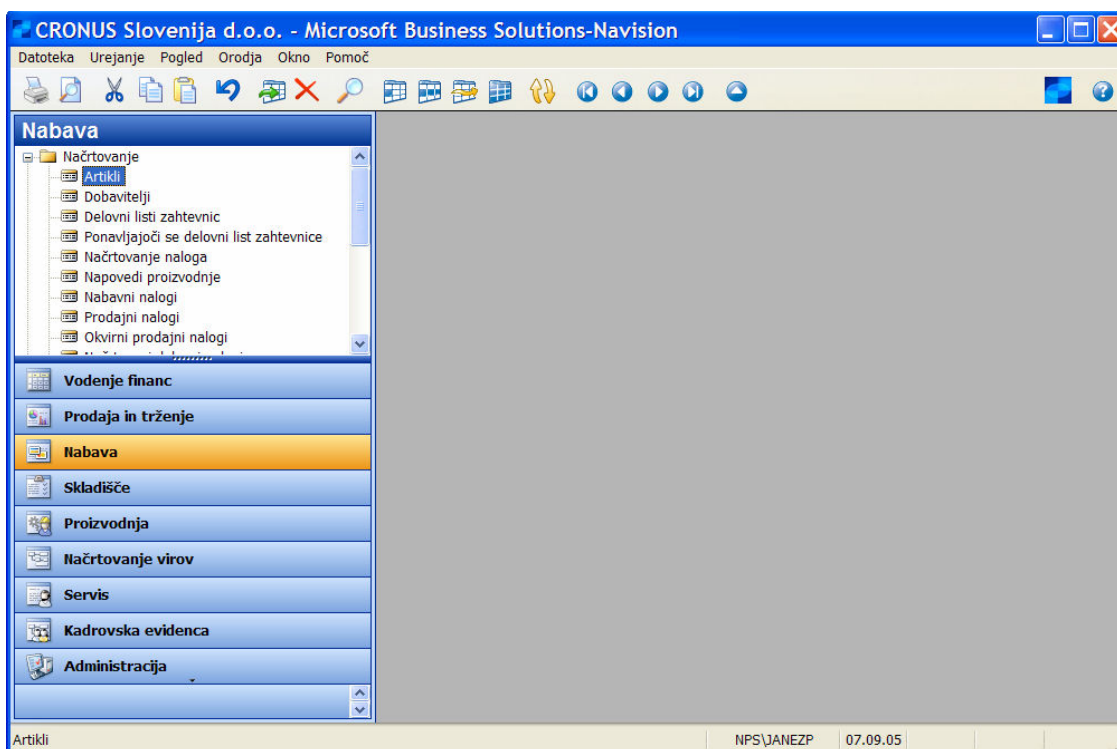 CRONUS Slovenija d.o.o. - Microsoft Business Solutions-Navision
Datoteka Urejanje Pogled Orodja Okno Pomoč
Nabava
Načrtovanje
Artikli
Dobavitelji
Delovni listi zahtevnic
Ponavljajoči se delovni list zahtevnice
Načrtovanje naloga
Napovedi proizvodnje
Nabavni nalogi
Prodajni nalogi
Okvirni prodajni nalogi
Vodenje financ
Prodaja in trženje
Nabava
Skladišče
Proizvodnja
Načrtovanje virov
Servis
Kadrovska evidenca
Administracija
Artikli NPS\JANEZP 07.09.05